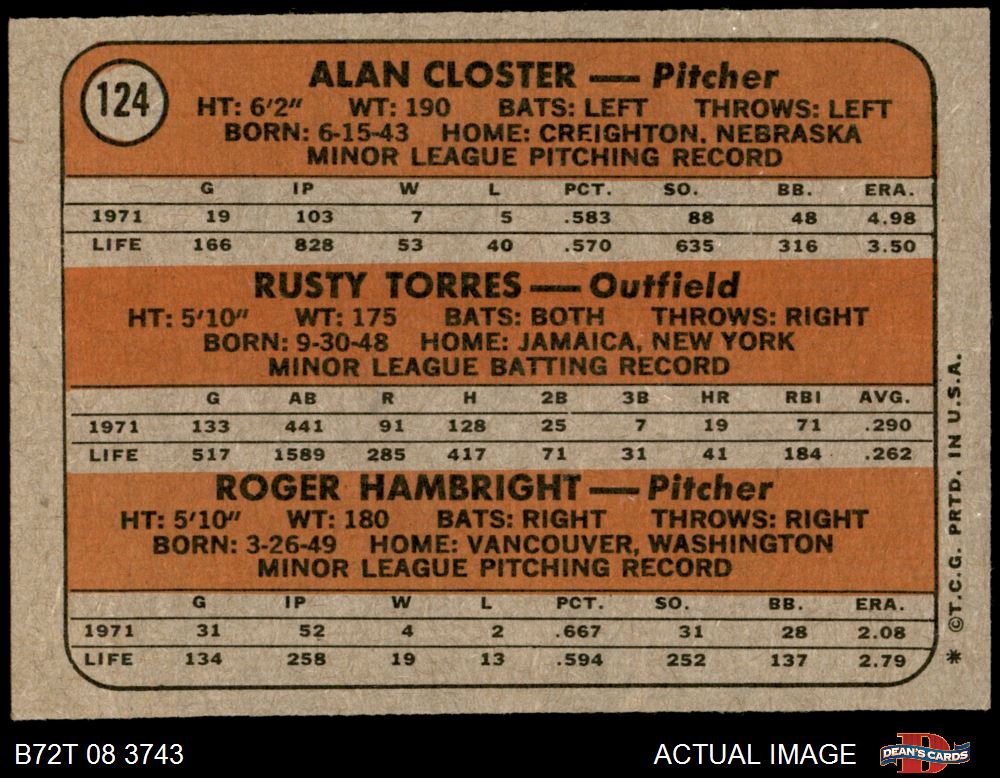 124
ALAN CLOSTER — Pitcher
HT: 6'2" WT: 190 BATS: LEFT THROWS: LEFT
BORN: 6-15-43 HOME: CREIGHTON, NEBRASKA
MINOR LEAGUE PITCHING RECORD
G IP W L PCT. SO. BB. ERA.
1971 19 103 7 5 .583 88 48 4.98
LIFE 166 828 53 40 .570 635 316 3.50
RUSTY TORRES — Outfield
HT: 5'10" WT: 175 BATS: BOTH THROWS: RIGHT
BORN: 9-30-48 HOME: JAMAICA, NEW YORK
MINOR LEAGUE BATTING RECORD
G AB R H 2B 3B HR RBI AVG.
1971 133 441 91 128 25 7 19 71 .290
LIFE 517 1589 285 417 71 31 41 184 .262
ROGER HAMBRIGHT — Pitcher
HT: 5'10" WT: 180 BATS: RIGHT THROWS: RIGHT
BORN: 3-26-49 HOME: VANCOUVER, WASHINGTON
MINOR LEAGUE PITCHING RECORD
G IP W L PCT. SO. BB. ERA.
1971 31 52 4 2 .667 31 28 2.08
LIFE 134 258 19 13 .594 252 137 2.79
* ©T.C.G. PRTD. IN U.S.A.
B72T 08 3743 ACTUAL IMAGE
DEAN'S CARDS